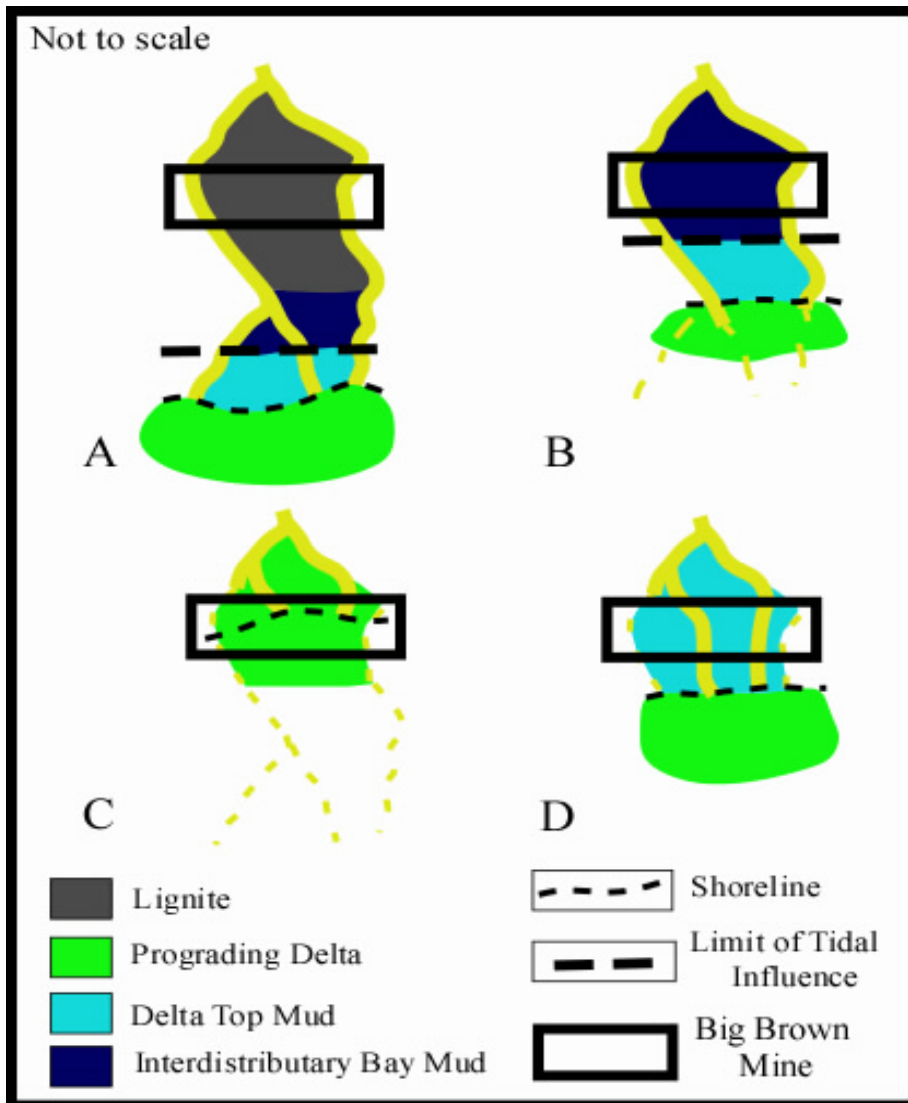 Not to scale
A
B
C
D
Lignite
Prograding Delta
Delta Top Mud
Interdistributary Bay Mud
Shoreline
Limit of Tidal
Influence
Big Brown
Mine